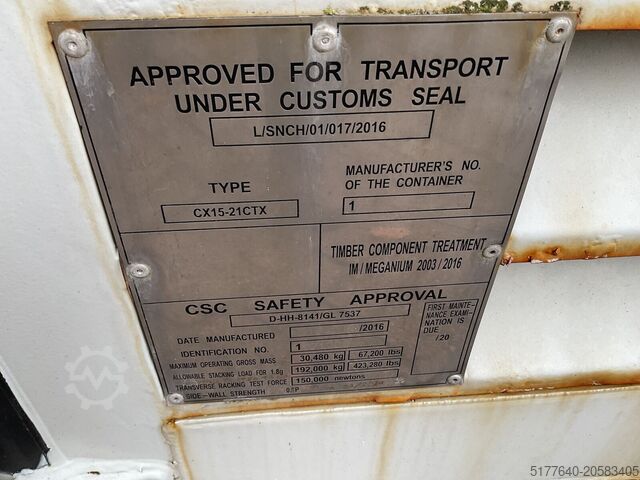 APPROVED FOR TRANSPORT
UNDER CUSTOMS SEAL
L/SNCH/01/017/2016
TYPE
CX15-21CTX
MANUFACTURER'S NO.
OF THE CONTAINER
1
TIMBER COMPONENT TREATMENT
IM / MEGANIUM 2003 / 2016
CSC SAFETY APPROVAL
D-HH-8141/GL 7537
DATE MANUFACTURED /2016
IDENTIFICATION NO. 1
MAXIMUM OPERATING GROSS MASS 30,480 kg 67,200 lbs
ALLOWABLE STACKING LOAD FOR 1.8g 192,000 kg 423,280 lbs
TRANSVERSE RACKING TEST FORCE 150,000 newtons
SIDE-WALL STRENGTH
FIRST MAINTE-
NANCE EXAMI-
NATION IS
DUE
/20
5177640-20583405